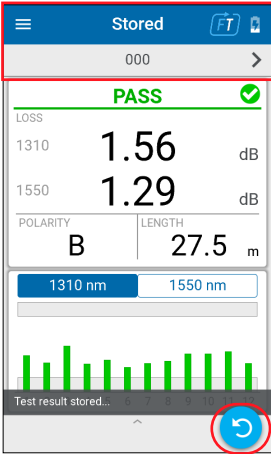 Stored FT
000
PASS
LOSS
1310 1.56 dB
1550 1.29 dB
POLARITY LENGTH
B 27.5 m
1310 nm 1550 nm
Test result stored... 5 6 7 8 9 10 11 12